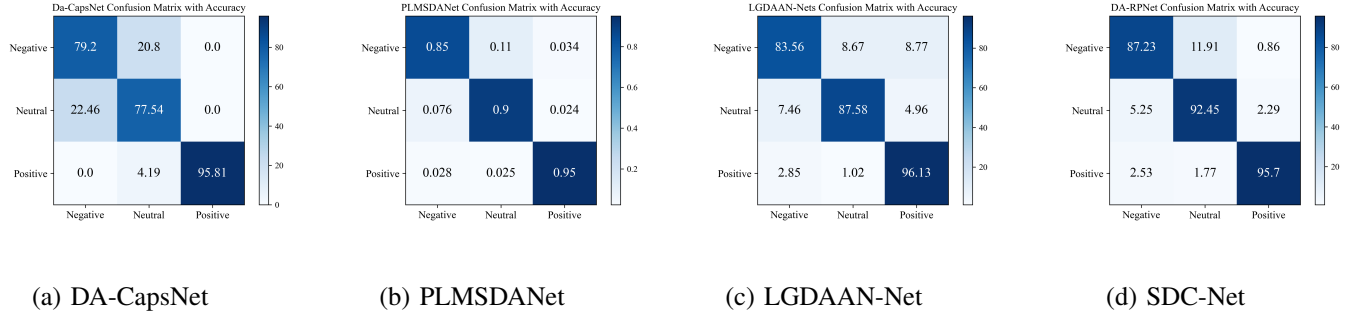 Da-CapsNet Confusion Matrix with Accuracy
Negative 79.2 20.8 0.0
Neutral 22.46 77.54 0.0
Positive 0.0 4.19 95.81
Negative Neutral Positive
80
60
40
20
0
PLMSDANet Confusion Matrix with Accuracy
Negative 0.85 0.11 0.034
Neutral 0.076 0.9 0.024
Positive 0.028 0.025 0.95
Negative Neutral Positive
0.8
0.6
0.4
0.2
LGDAAN-Nets Confusion Matrix with Accuracy
Negative 83.56 8.67 8.77
Neutral 7.46 87.58 4.96
Positive 2.85 1.02 96.13
Negative Neutral Positive
80
60
40
20
DA-RPNet Confusion Matrix with Accuracy
Negative 87.23 11.91 0.86
Neutral 5.25 92.45 2.29
Positive 2.53 1.77 95.7
Negative Neutral Positive
80
60
40
20
(a) DA-CapsNet
(b) PLMSDANet
(c) LGDAAN-Net
(d) SDC-Net